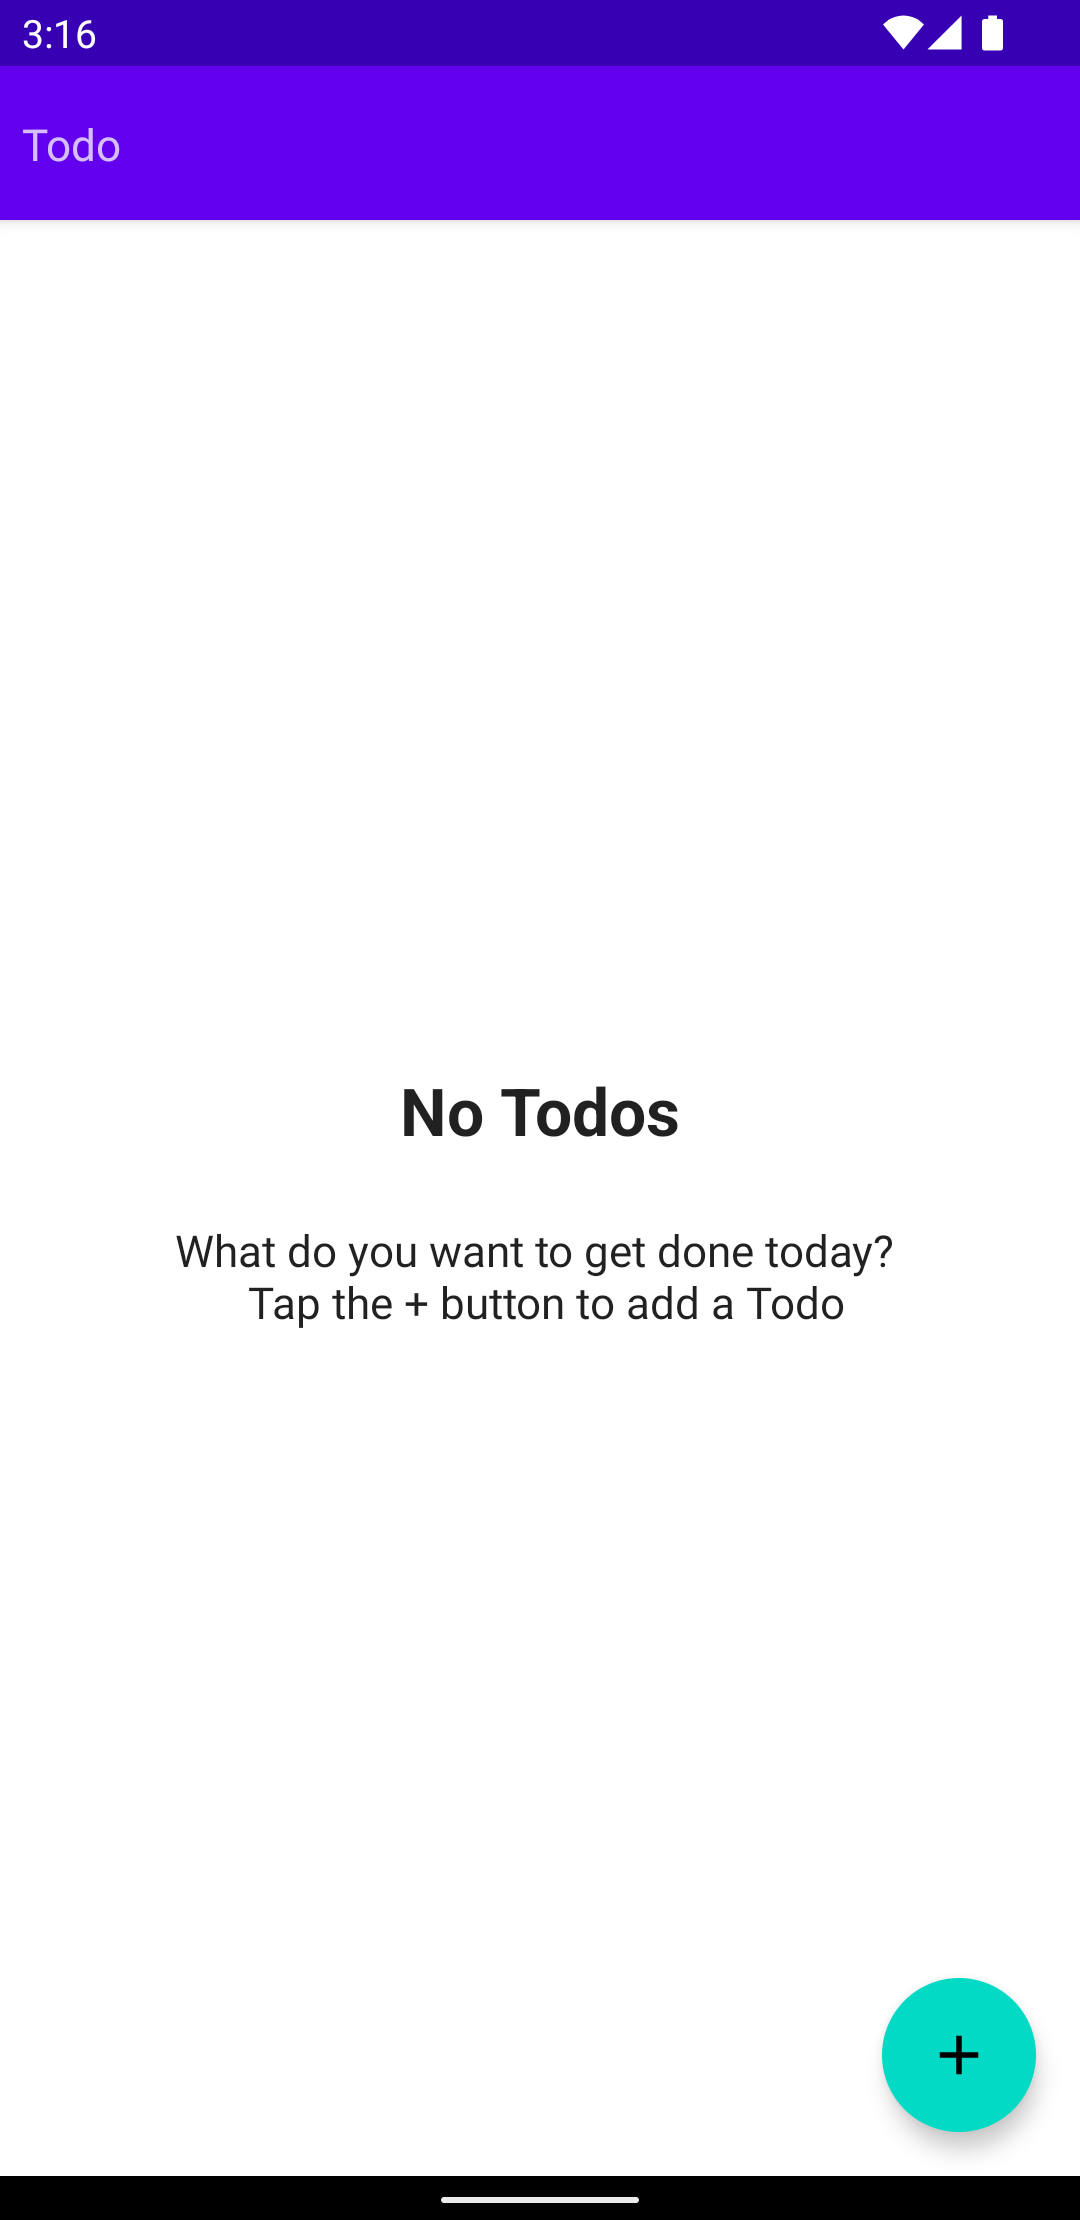 3:16
Todo
No Todos
What do you want to get done today?
Tap the + button to add a Todo
+